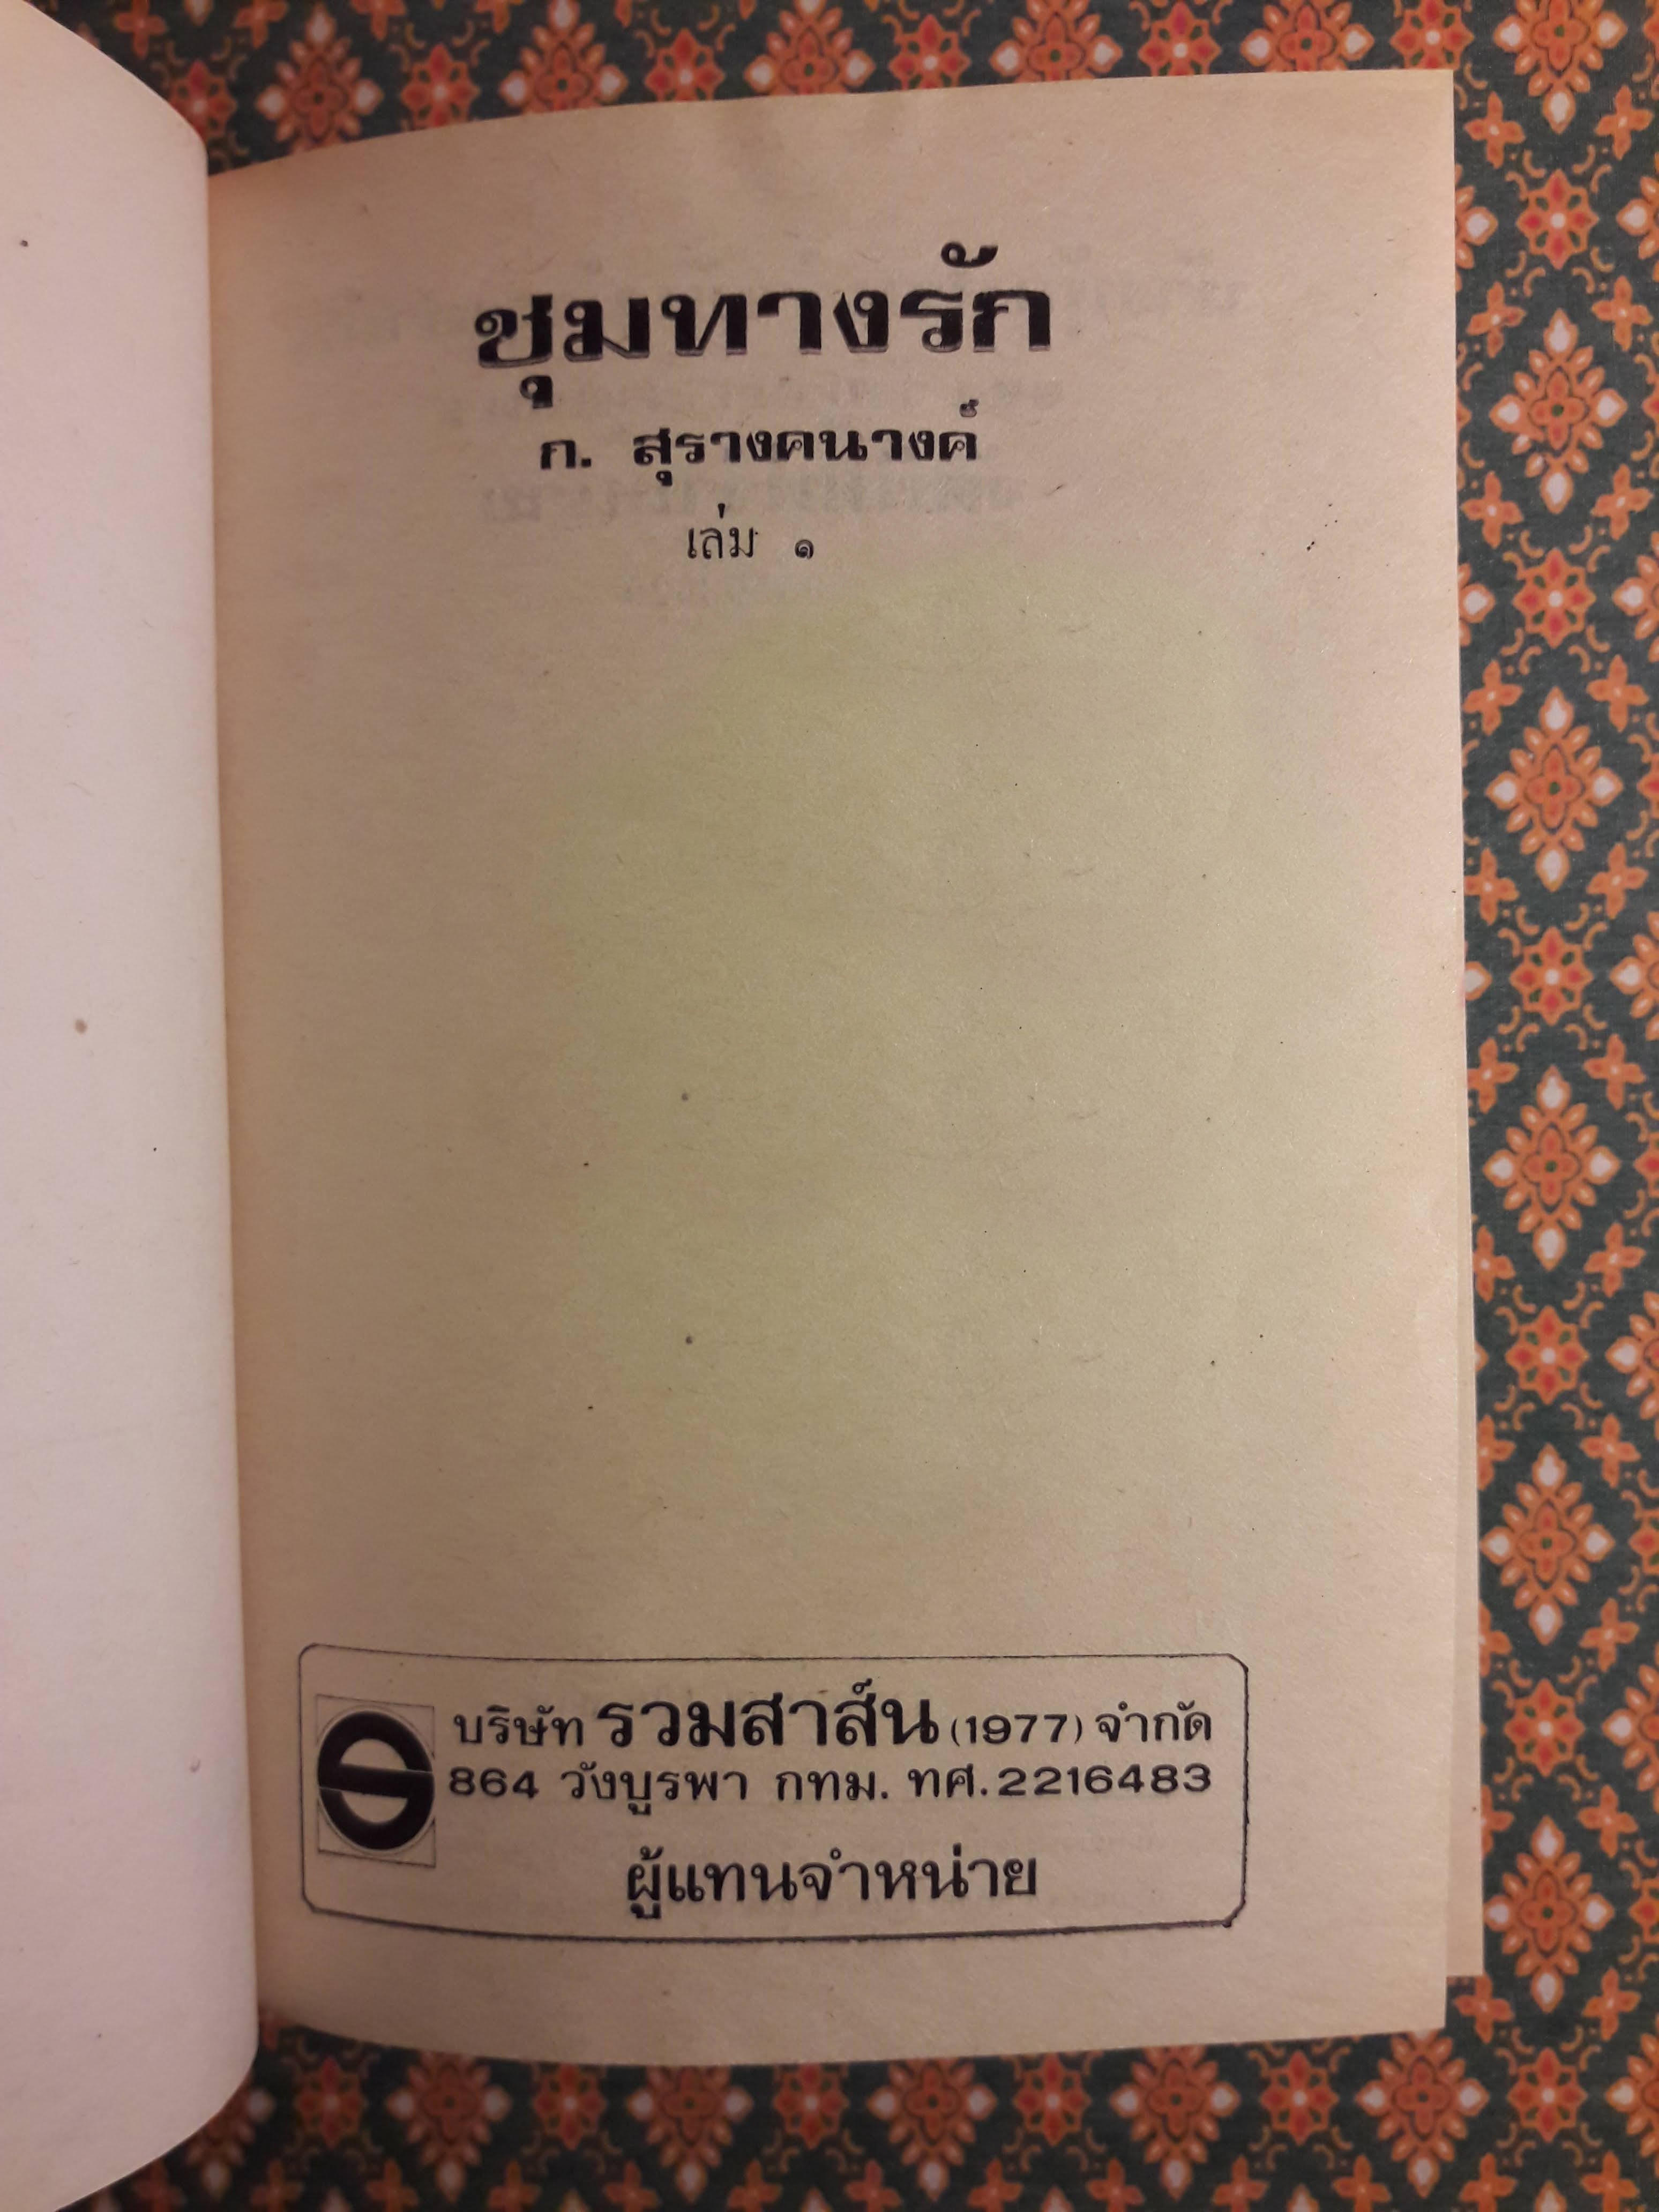 ชุมทางรัก
ก. สุรางคนางค์
เล่ม ๑
บริษัท รวมสาส์น (1977) จำกัด
864 วังบูรพา กทม. ทศ. 2216483
ผู้แทนจำหน่าย